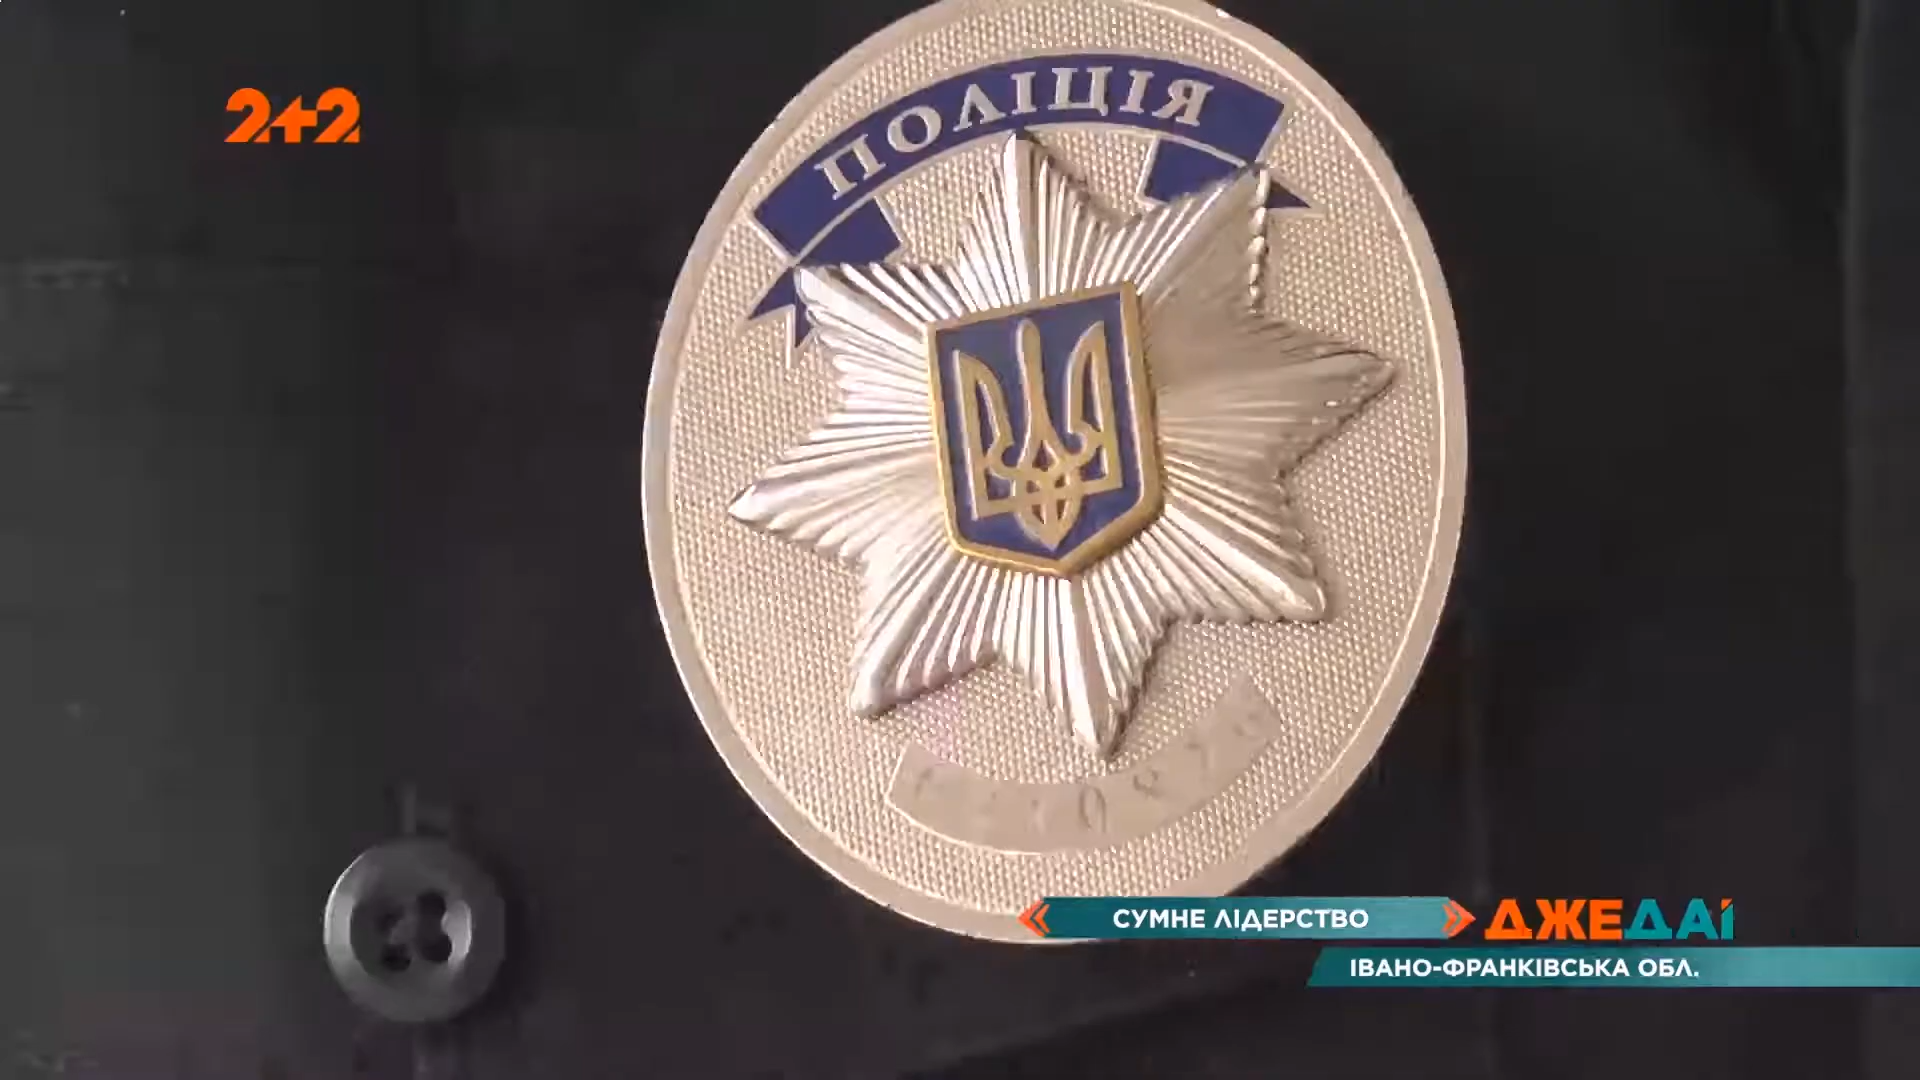 2+2
ПОЛІЦІЯ
СУМНЕ ЛІДЕРСТВО
ДЖЕДАІ
ІВАНО-ФРАНКІВСЬКА ОБЛ.